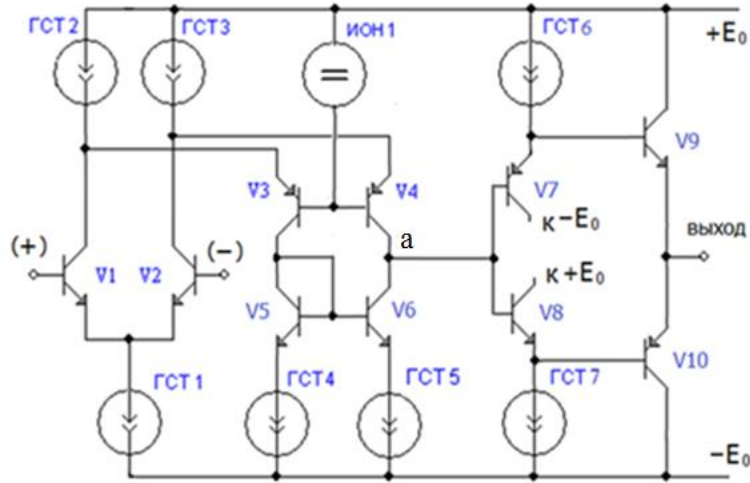 ГСТ2 ГСТ3 ИОН1 ГСТ6 +E₀
V9
V3 V4 V7
к −E₀
(+) (−) a ВЫХОД
V1 V2 к +E₀
V5 V6 V8
ГСТ1 ГСТ4 ГСТ5 ГСТ7 V10
−E₀